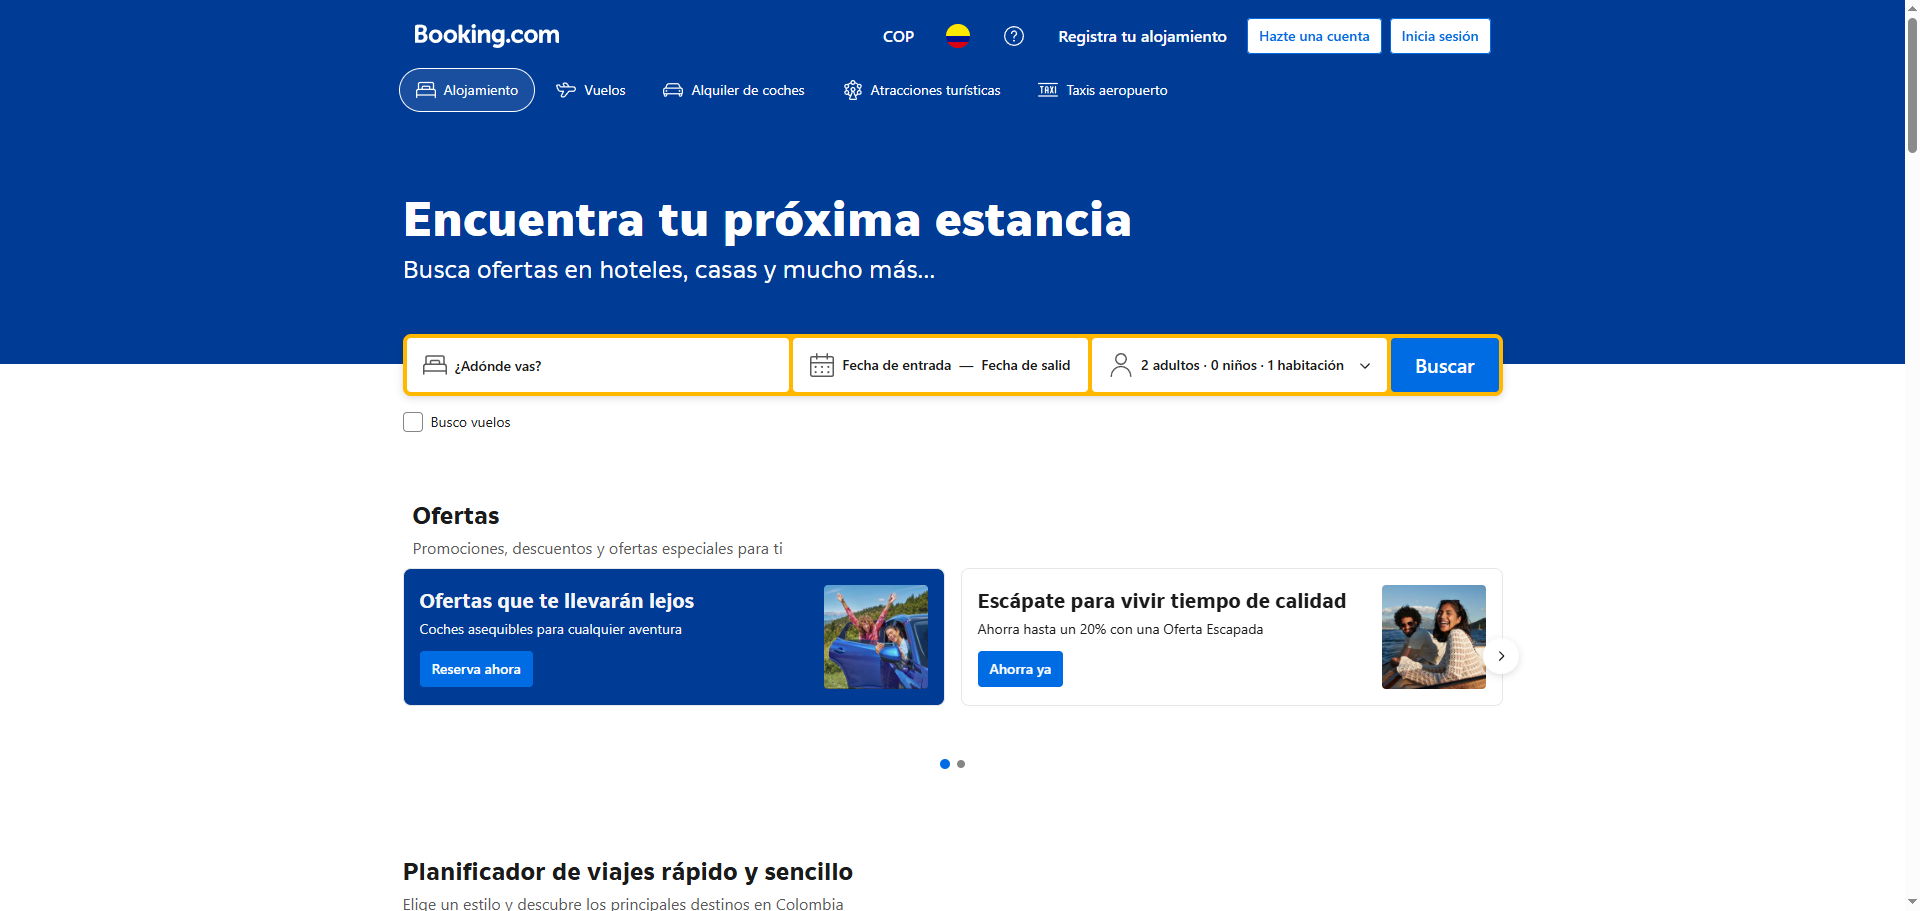 Booking.com
COP
Registra tu alojamiento
Hazte una cuenta
Inicia sesión
Alojamiento
Vuelos
Alquiler de coches
Atracciones turísticas
TAXI
Taxis aeropuerto
Encuentra tu próxima estancia
Busca ofertas en hoteles, casas y mucho más...
¿Adónde vas?
Fecha de entrada — Fecha de salid
2 adultos · 0 niños · 1 habitación
Buscar
Busco vuelos
Ofertas
Promociones, descuentos y ofertas especiales para ti
Ofertas que te llevarán lejos
Coches asequibles para cualquier aventura
Reserva ahora
Escápate para vivir tiempo de calidad
Ahorra hasta un 20% con una Oferta Escapada
Ahorra ya
Planificador de viajes rápido y sencillo
Elige un estilo y descubre los principales destinos en Colombia